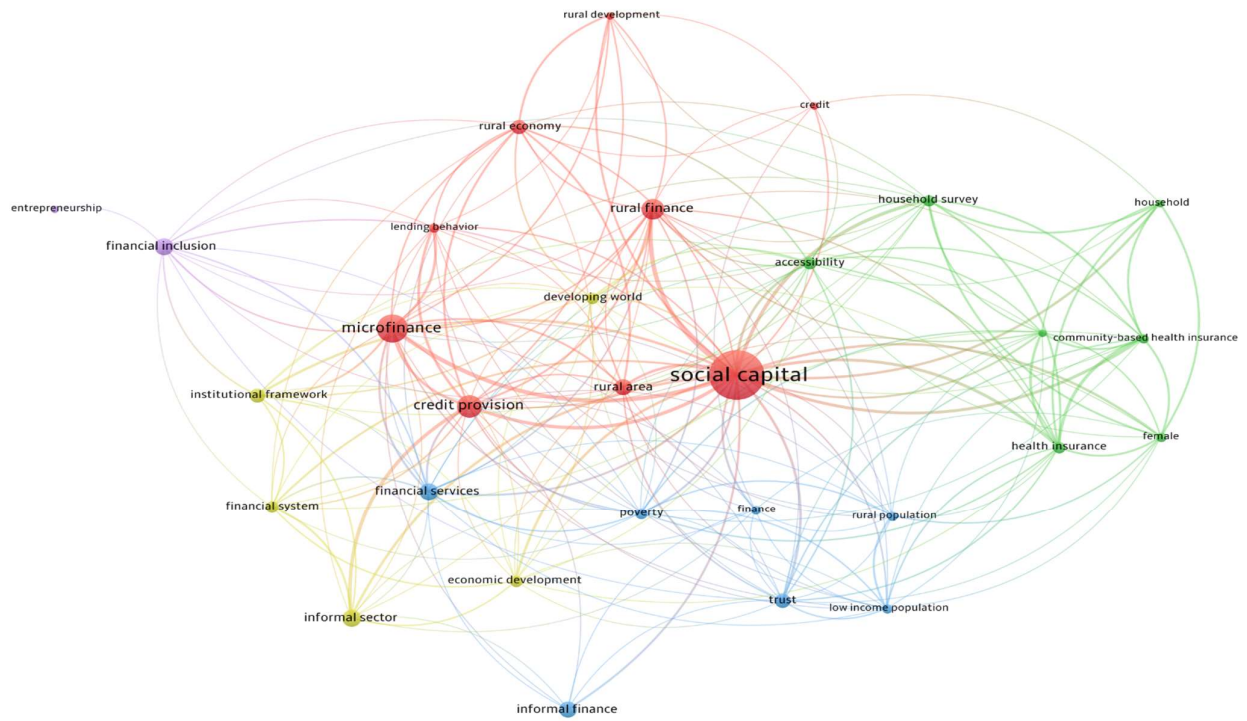 rural development
credit
rural economy
entrepreneurship
financial inclusion
lending behavior
rural finance
household survey
household
accessibility
developing world
microfinance
community-based health insurance
social capital
rural area
institutional framework
credit provision
health insurance
female
financial services
financial system
poverty
finance
rural population
economic development
trust
low income population
informal sector
informal finance